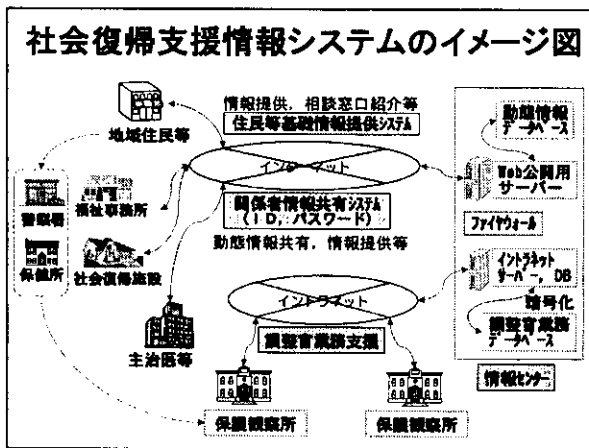 社会復帰支援情報システムのイメージ図
地域住民等
情報提供，相談窓口紹介等
住民等基礎情報提供システム
動態情報
データベース
インターネット
Web公開用
サーバー
警察署
福祉事務所
関係者情報共有システム
（ＩＤ，パスワード）
ファイヤウォール
動態情報共有，情報提供等
保健所
社会復帰施設
イントラネット
サーバー，DB
イントラネット
暗号化
主治医等
調整官業務支援
調整官業務
データベース
情報センター
保護観察所
保護観察所